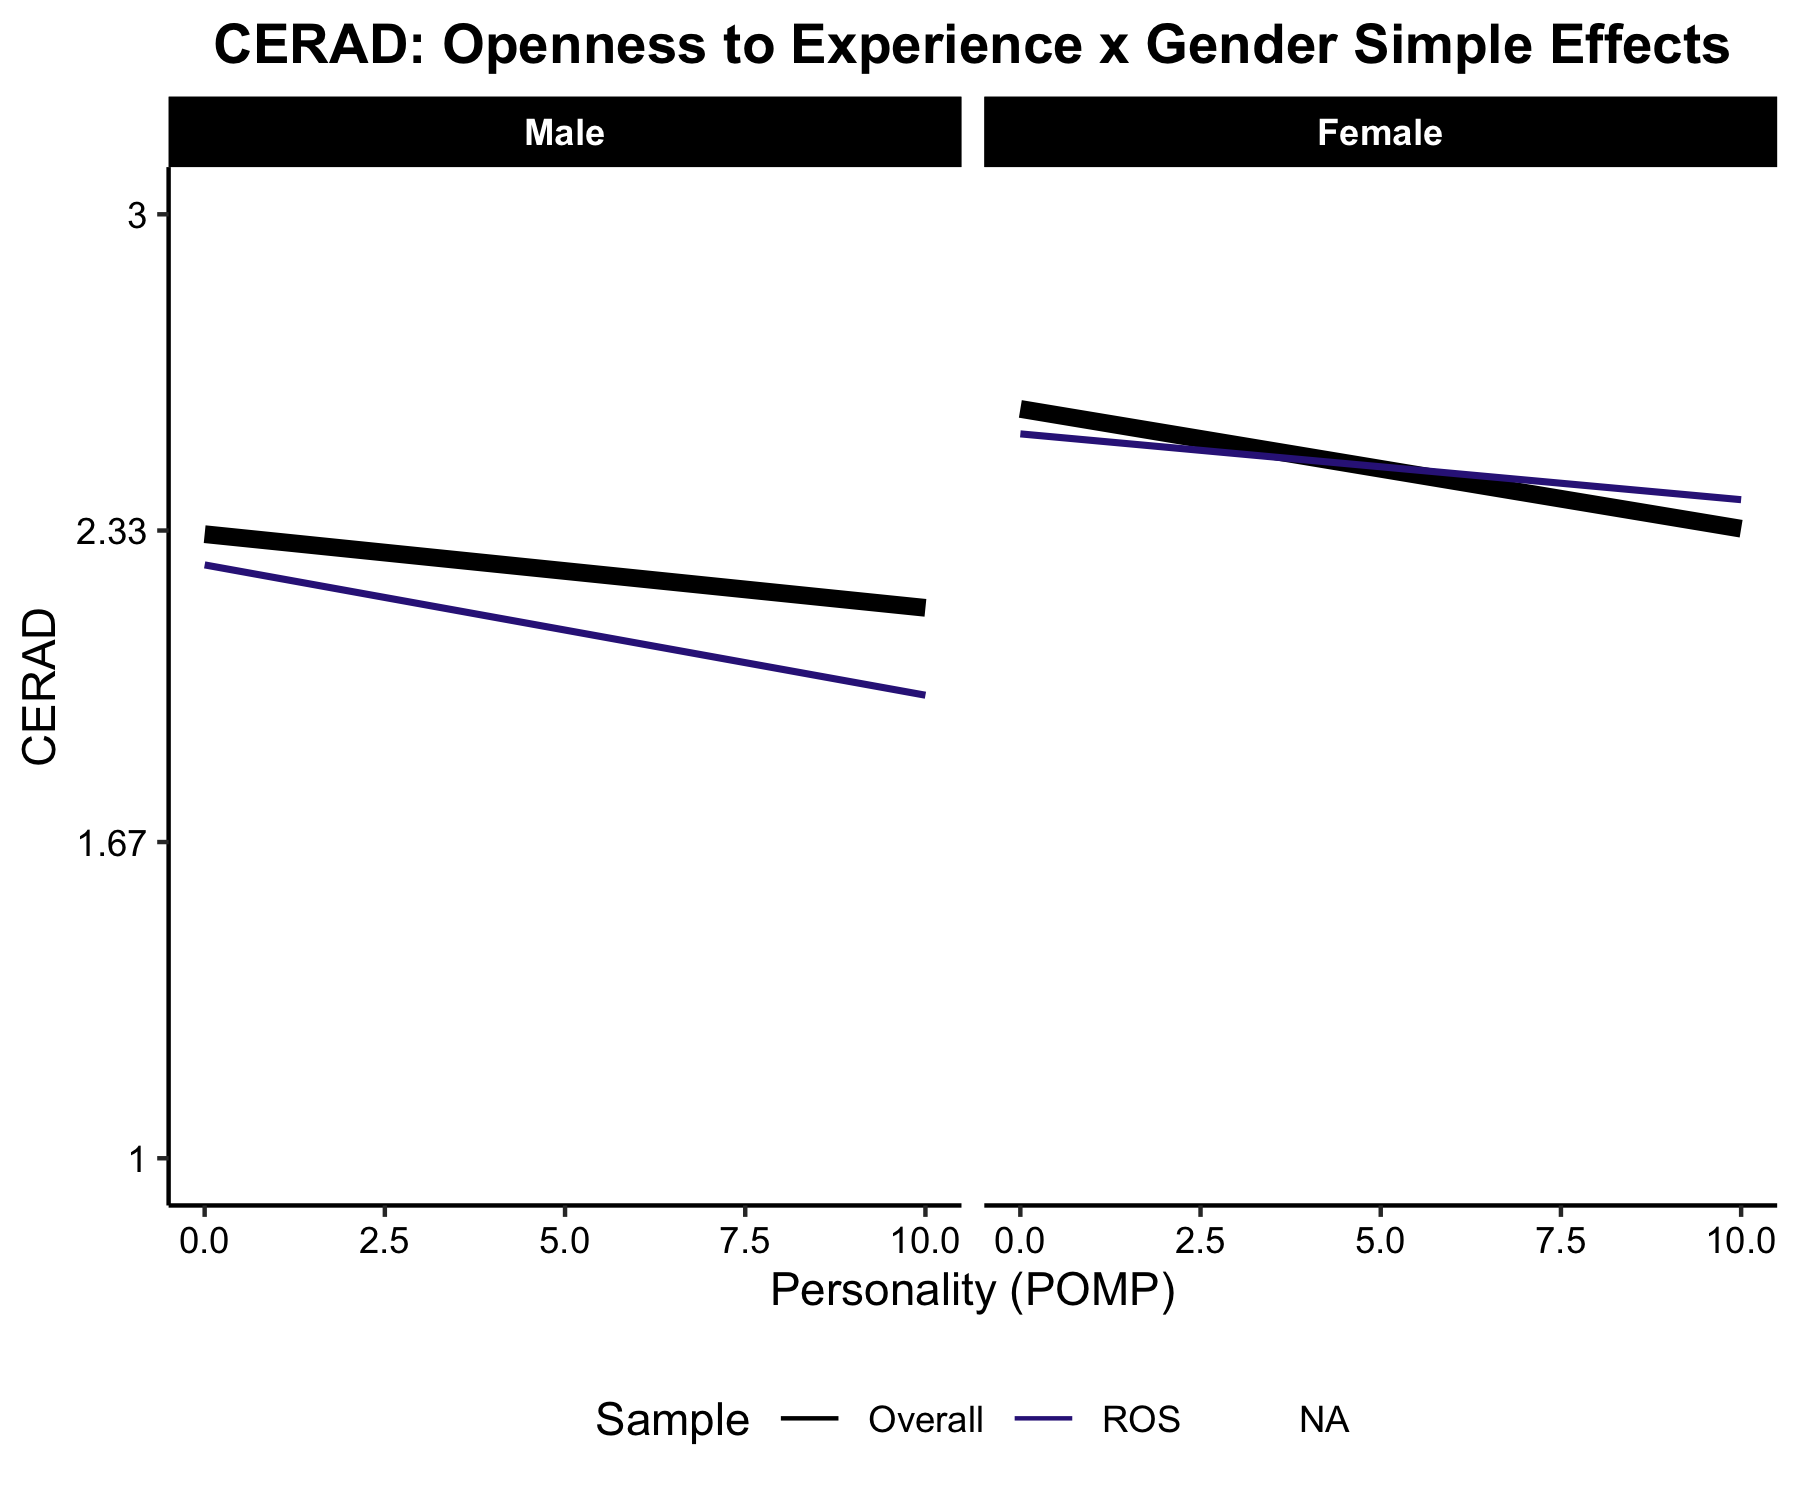 CERAD: Openness to Experience x Gender Simple Effects
Male
Female
3
2.33
1.67
1
CERAD
0.0 2.5 5.0 7.5 10.0 0.0 2.5 5.0 7.5 10.0
Personality (POMP)
Sample Overall ROS NA